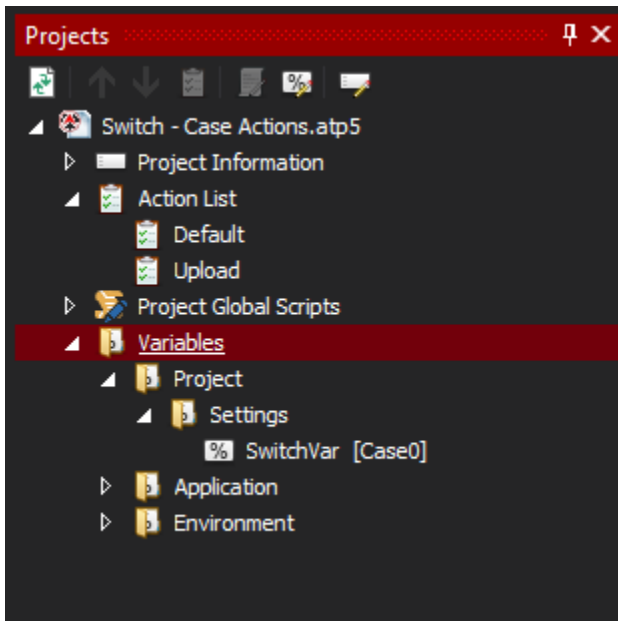 Projects
Switch - Case Actions.atp5
Project Information
Action List
Default
Upload
Project Global Scripts
Variables
Project
Settings
% SwitchVar [Case0]
Application
Environment